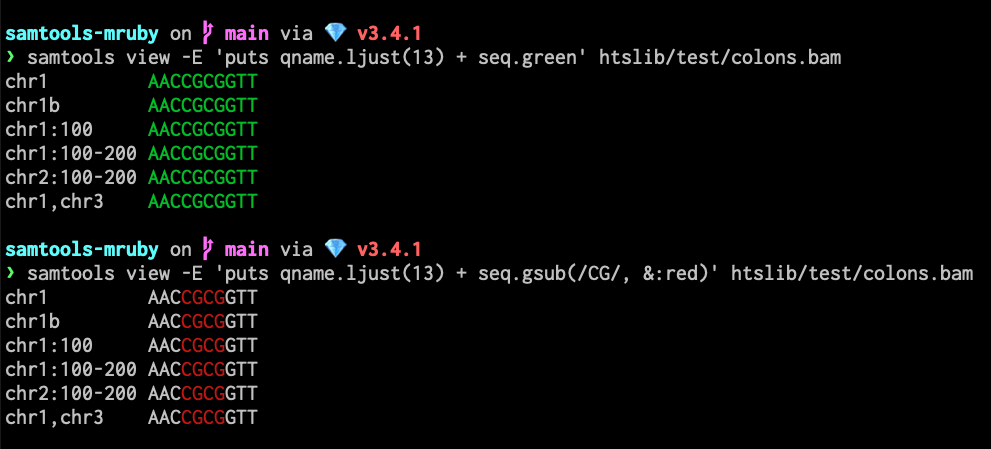 samtools-mruby on main via 💎 v3.4.1
❯ samtools view -E 'puts qname.ljust(13) + seq.green' htslib/test/colons.bam
chr1         AACCGCGGTT
chr1b        AACCGCGGTT
chr1:100     AACCGCGGTT
chr1:100-200 AACCGCGGTT
chr2:100-200 AACCGCGGTT
chr1,chr3    AACCGCGGTT
samtools-mruby on main via 💎 v3.4.1
❯ samtools view -E 'puts qname.ljust(13) + seq.gsub(/CG/, &:red)' htslib/test/colons.bam
chr1         AACCGCGGTT
chr1b        AACCGCGGTT
chr1:100     AACCGCGGTT
chr1:100-200 AACCGCGGTT
chr2:100-200 AACCGCGGTT
chr1,chr3    AACCGCGGTT